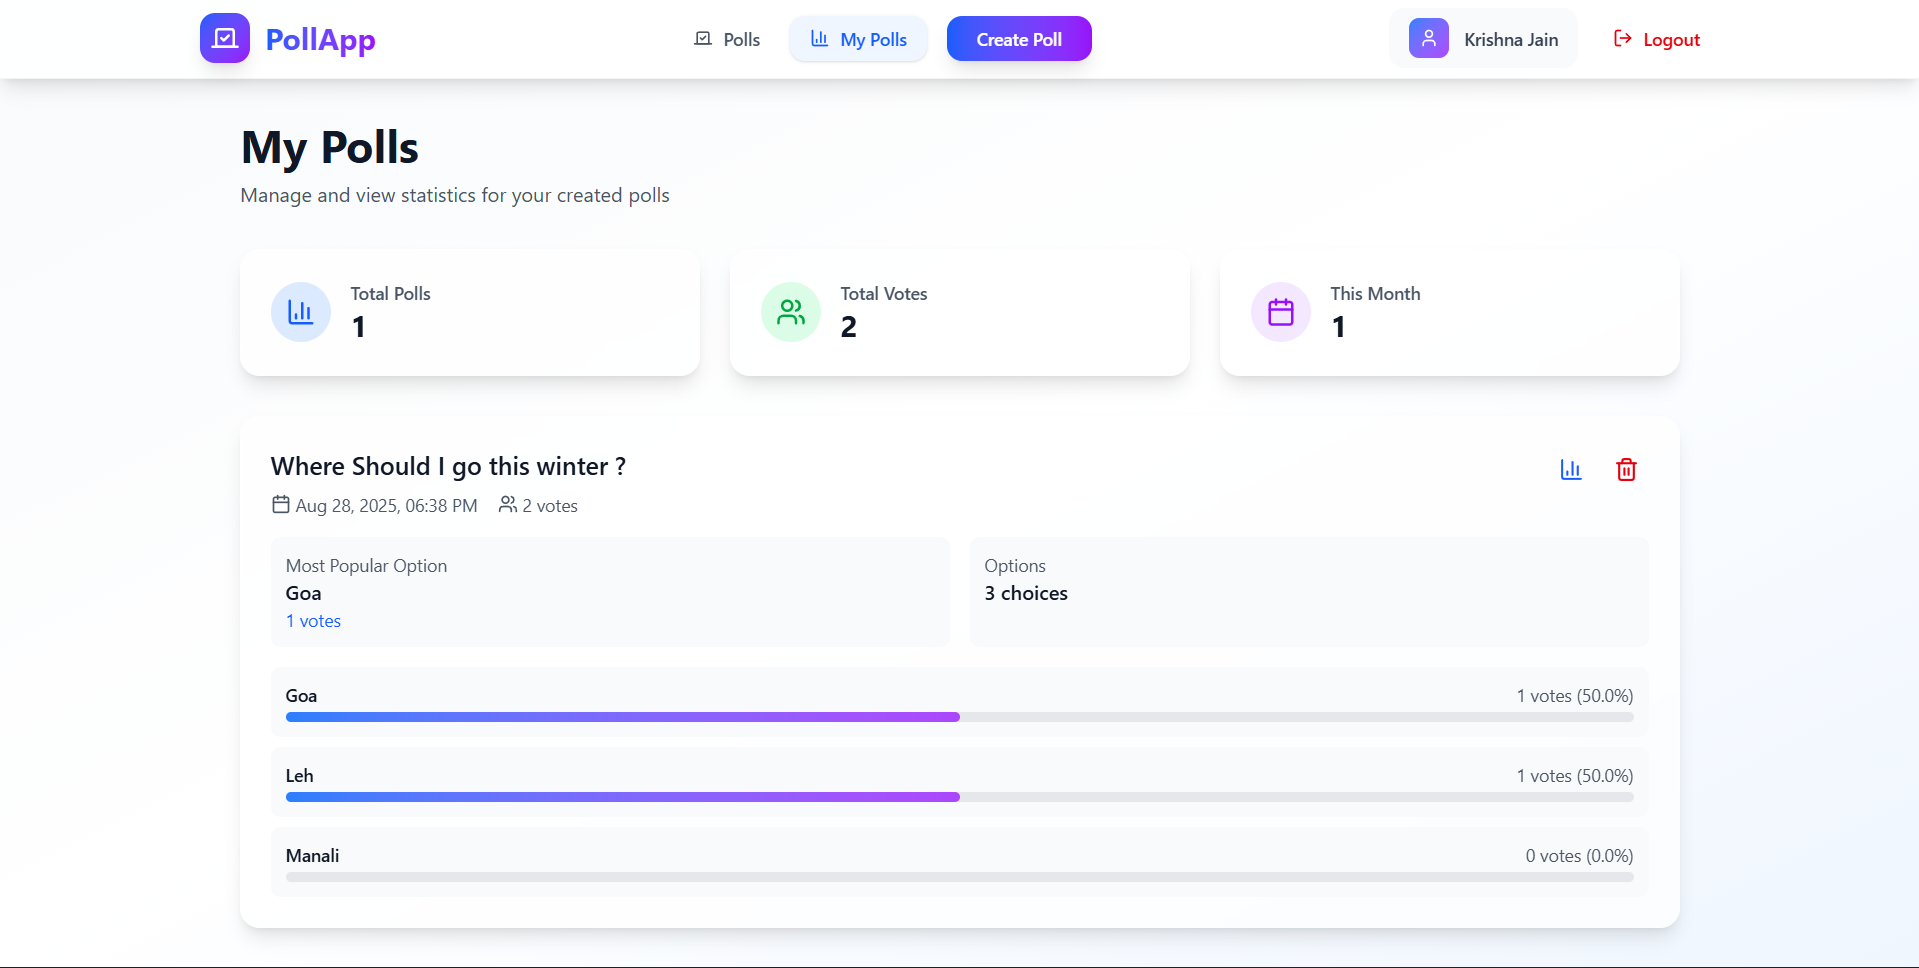 PollApp
Polls
My Polls
Create Poll
Krishna Jain
Logout
My Polls
Manage and view statistics for your created polls
Total Polls
1
Total Votes
2
This Month
1
Where Should I go this winter ?
Aug 28, 2025, 06:38 PM 2 votes
Most Popular Option
Goa
1 votes
Options
3 choices
Goa 1 votes (50.0%)
Leh 1 votes (50.0%)
Manali 0 votes (0.0%)